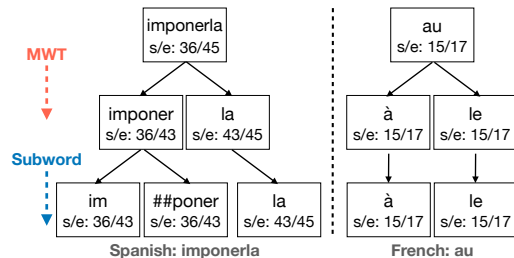 imponerla
s/e: 36/45
au
s/e: 15/17
MWT
imponer
s/e: 36/43
la
s/e: 43/45
à
s/e: 15/17
le
s/e: 15/17
Subword
im
s/e: 36/43
##poner
s/e: 36/43
la
s/e: 43/45
à
s/e: 15/17
le
s/e: 15/17
Spanish: imponerla
French: au